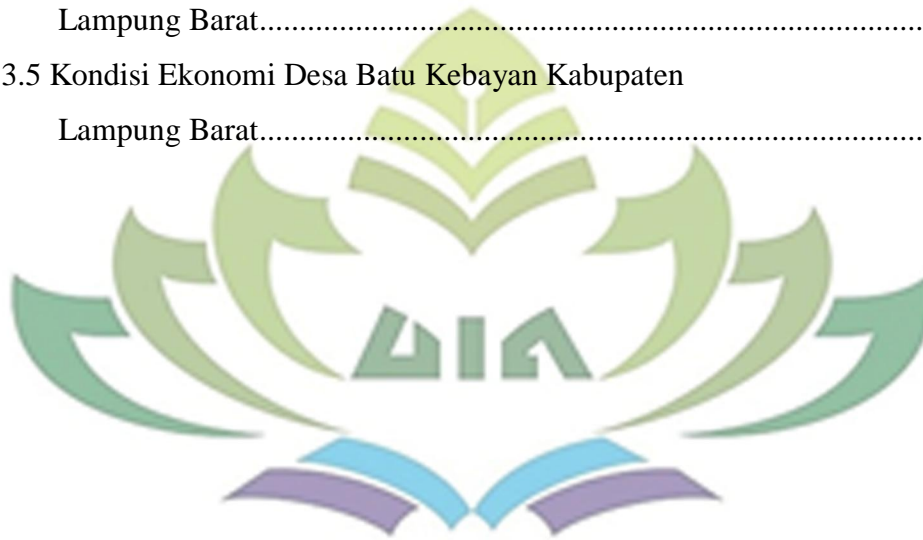 Lampung Barat................................................................................
3.5 Kondisi Ekonomi Desa Batu Kebayan Kabupaten
Lampung Barat................................................................................
UIN